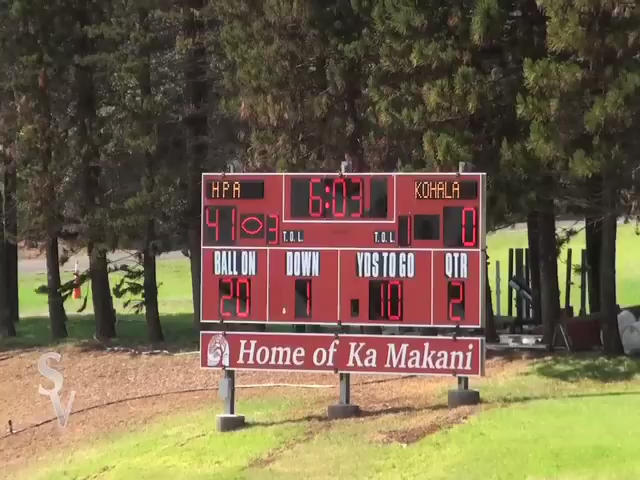 HPA 6:03 KOHALA
41 3 T.O.L. T.O.L. 1 0
BALL ON DOWN YDS TO GO QTR
20 1 10 2
Home of Ka Makani
SV